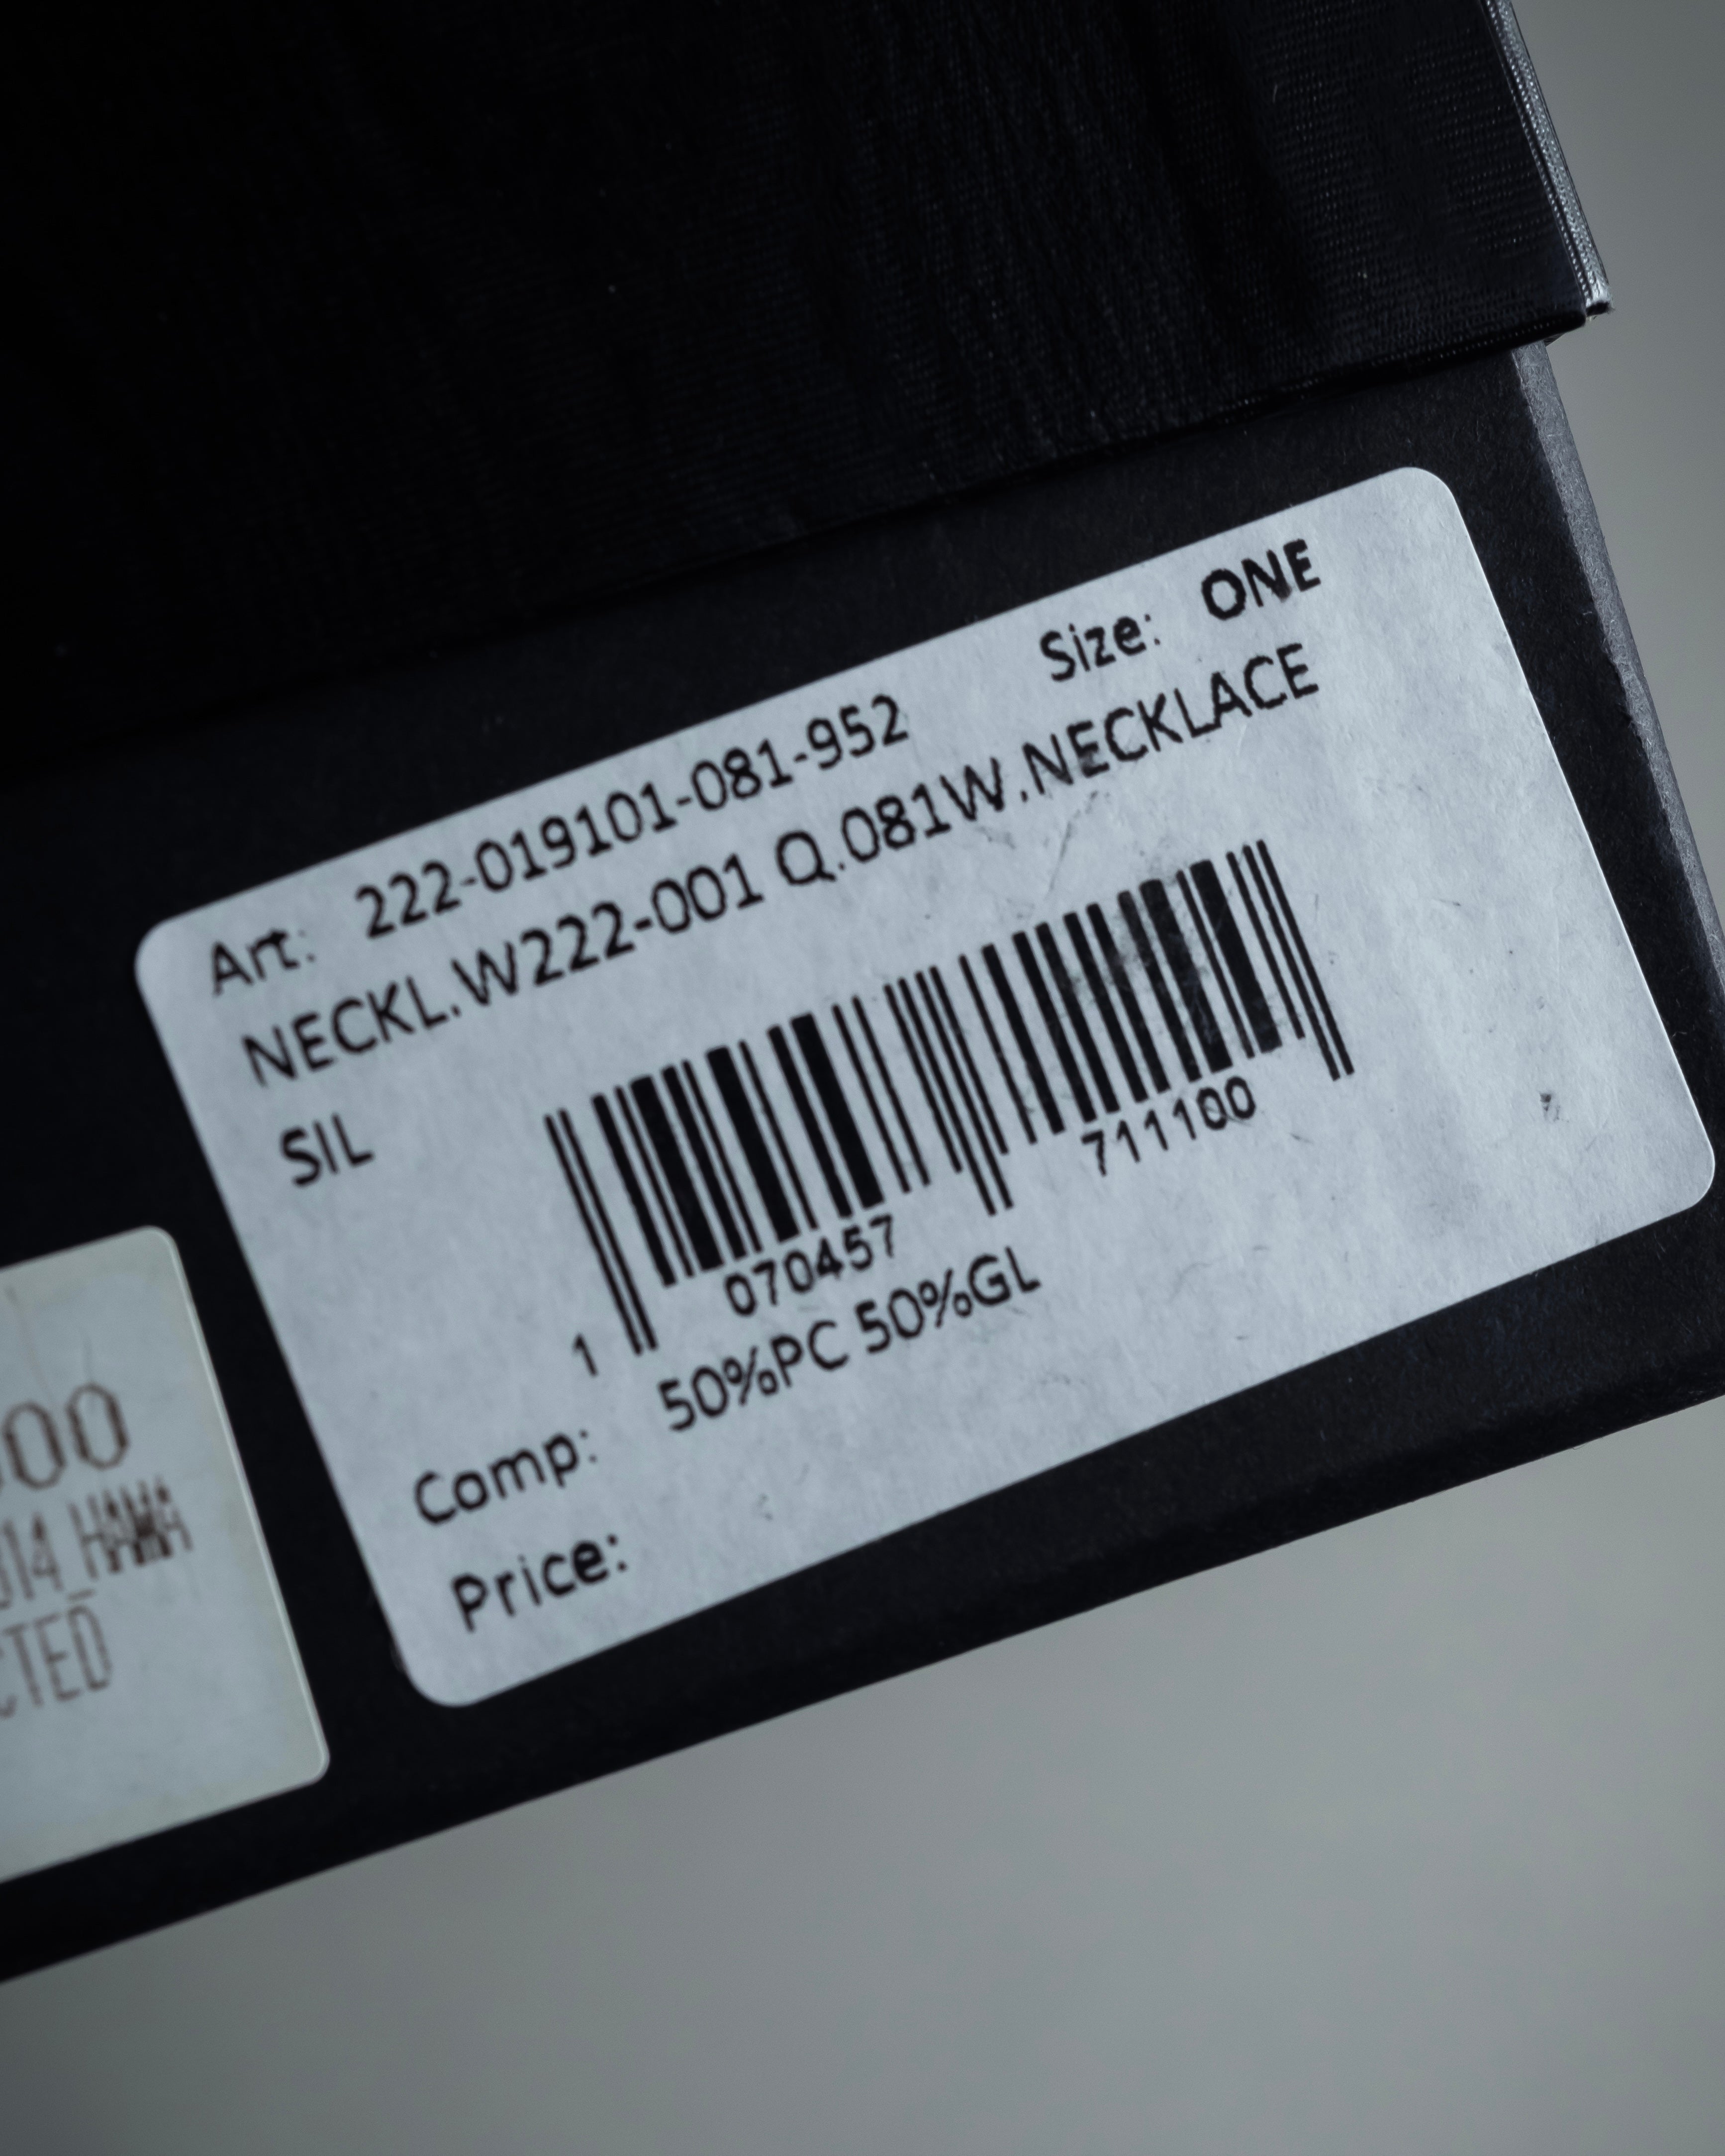 Art: 222-019101-081-952 Size: ONE
NECKL.W222-001 Q.081W.NECKLACE
SIL
1 070457 711100
Comp: 50%PC 50%GL
Price: